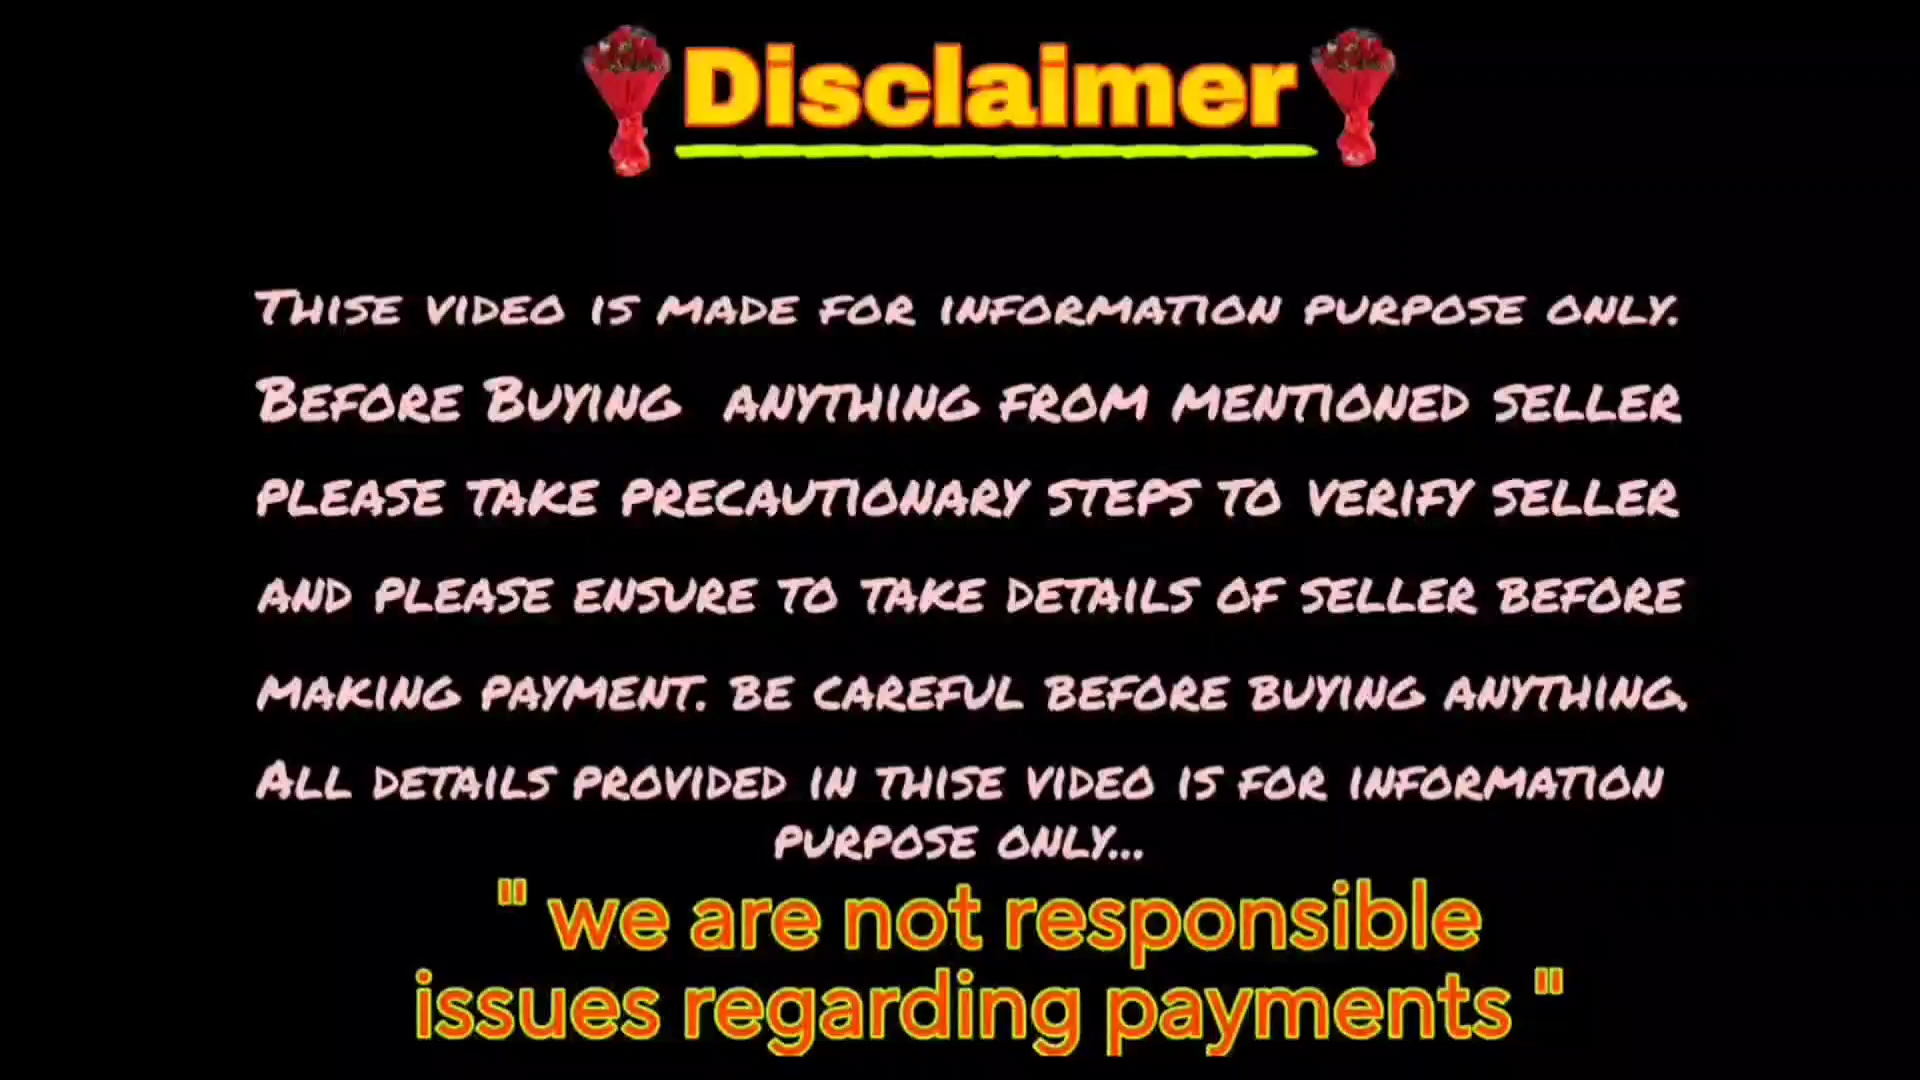 Disclaimer
Thise video is made for information purpose only.
Before Buying anything from mentioned seller
please take precautionary steps to verify seller
and please ensure to take details of seller before
making payment. be careful before buying anything.
All details provided in thise video is for information
purpose only...
" we are not responsible
issues regarding payments "